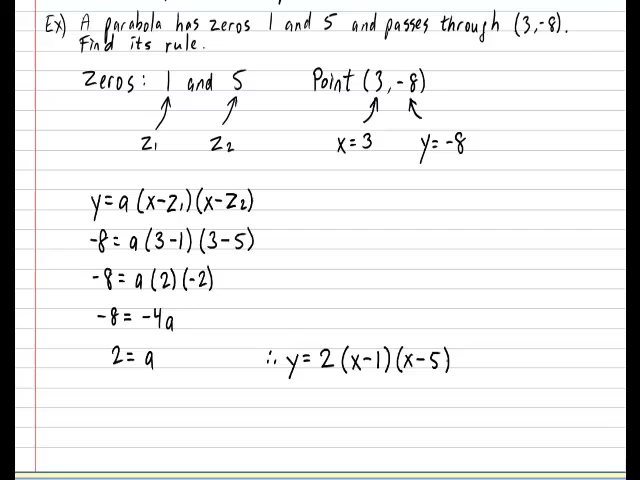 Ex) A parabola has zeros 1 and 5 and passes through (3,-8).
Find its rule.
Zeros: 1 and 5 Point (3, -8)
z₁ z₂ x=3 y=-8
y=a(x-z₁)(x-z₂)
-8=a(3-1)(3-5)
-8=a(2)(-2)
-8=-4a
2=a ∴ y=2(x-1)(x-5)